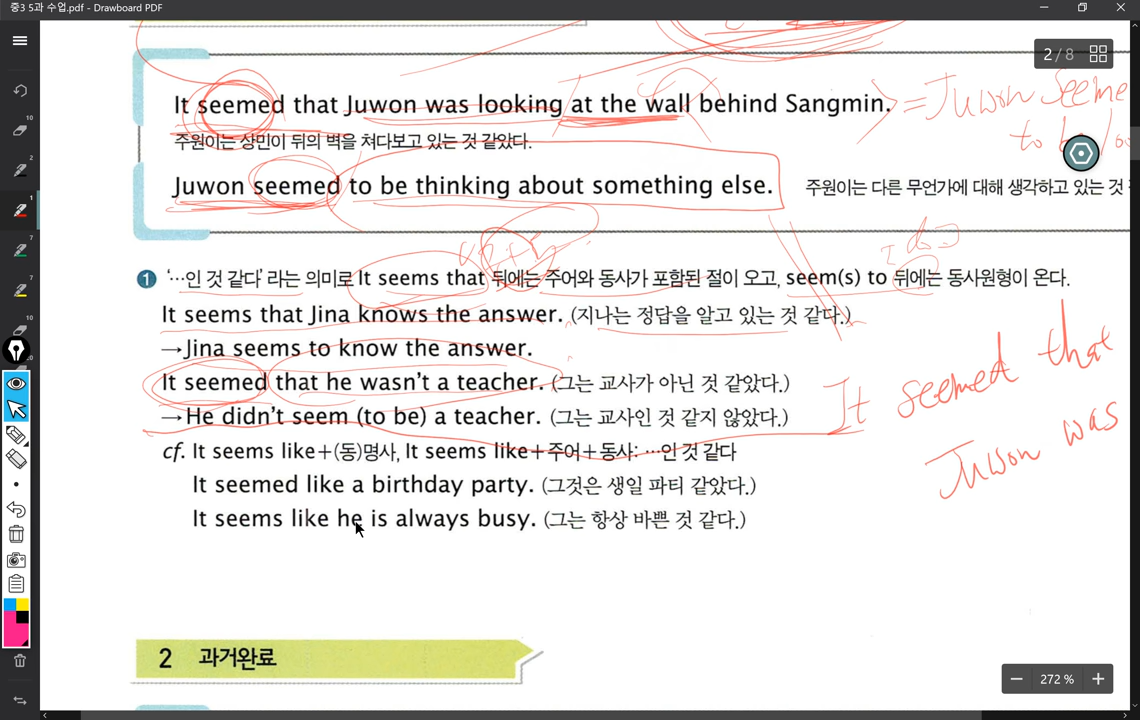 중3 5과 수업.pdf - Drawboard PDF
2 / 8
It seemed that Juwon was looking at the wall behind Sangmin. = Juwon Seeme
주원이는 상민이 뒤의 벽을 쳐다보고 있는 것 같았다. to be loo
Juwon seemed to be thinking about something else. 주원이는 다른 무언가에 대해 생각하고 있는 것
1 '…인 것 같다' 라는 의미로 It seems that 뒤에는 주어와 동사가 포함된 절이 오고, seem(s) to 뒤에는 동사원형이 온다.
It seems that Jina knows the answer. (지나는 정답을 알고 있는 것 같다.)
→Jina seems to know the answer.
It seemed that he wasn't a teacher. (그는 교사가 아닌 것 같았다.)
→He didn't seem (to be) a teacher. (그는 교사인 것 같지 않았다.)
It seemed that
Juwon was
cf. It seems like+(동)명사, It seems like+주어+동사: …인 것 같다
It seemed like a birthday party. (그것은 생일 파티 같았다.)
It seems like he is always busy. (그는 항상 바쁜 것 같다.)
2 과거완료
272 %